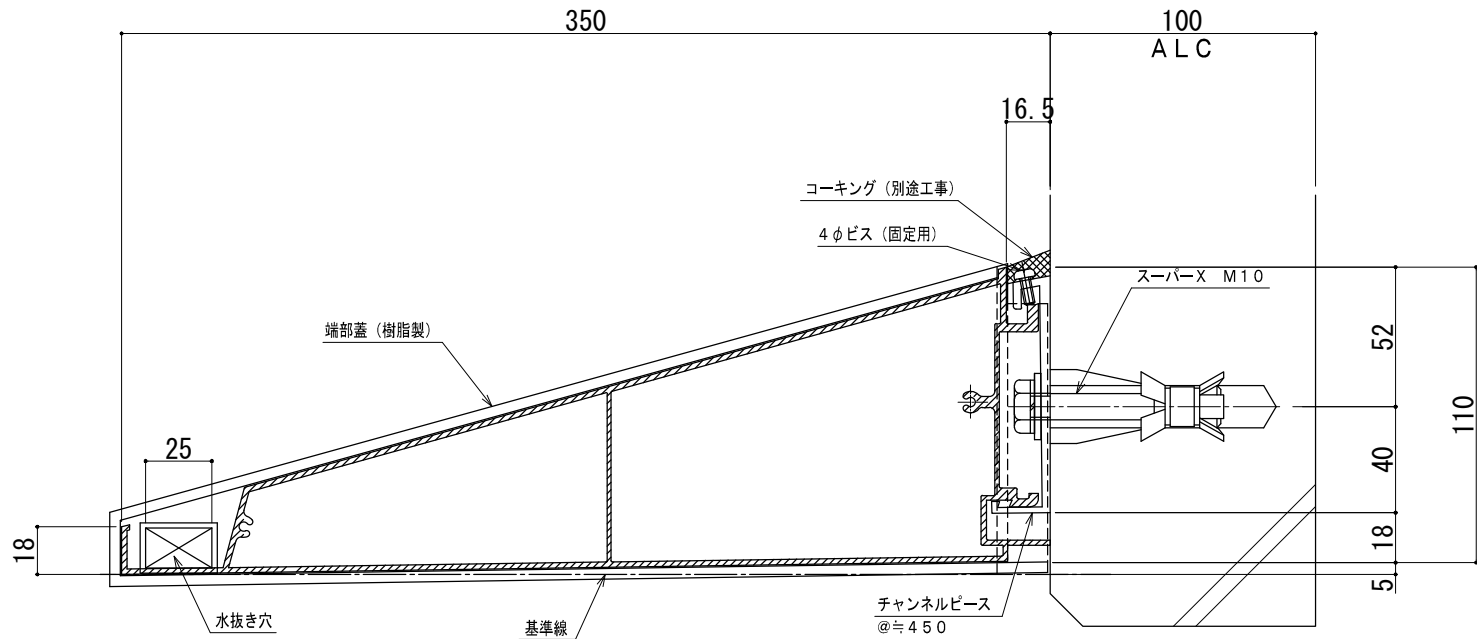 350
100
ALC
16.5
コーキング（別途工事）
4φビス（固定用）
スーパーX M10
端部蓋（樹脂製）
52
110
25
40
18
18
5
水抜き穴
基準線
チャンネルピース
@≒450